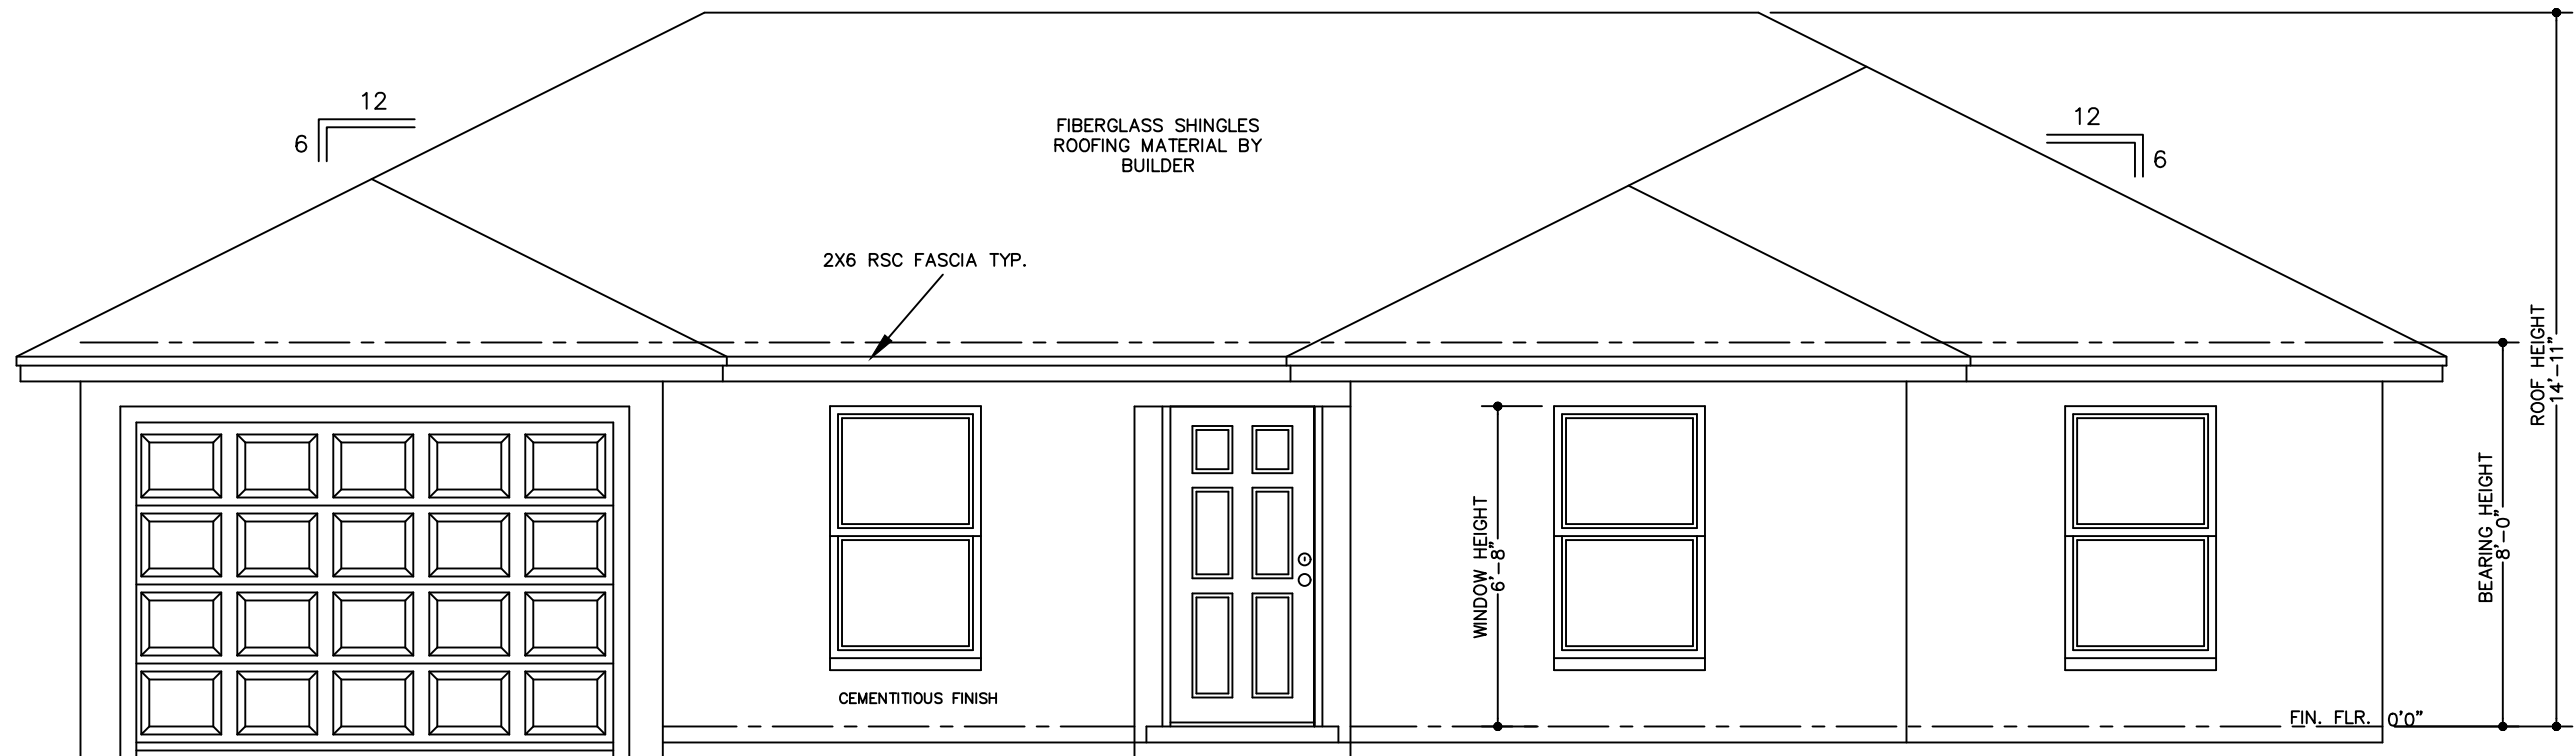 12
6
FIBERGLASS SHINGLES
ROOFING MATERIAL BY
BUILDER
12
6
2X6 RSC FASCIA TYP.
ROOF HEIGHT
14'-11"
BEARING HEIGHT
8'-0"
WINDOW HEIGHT
6'-8"
CEMENTITIOUS FINISH
FIN. FLR. 0'0"